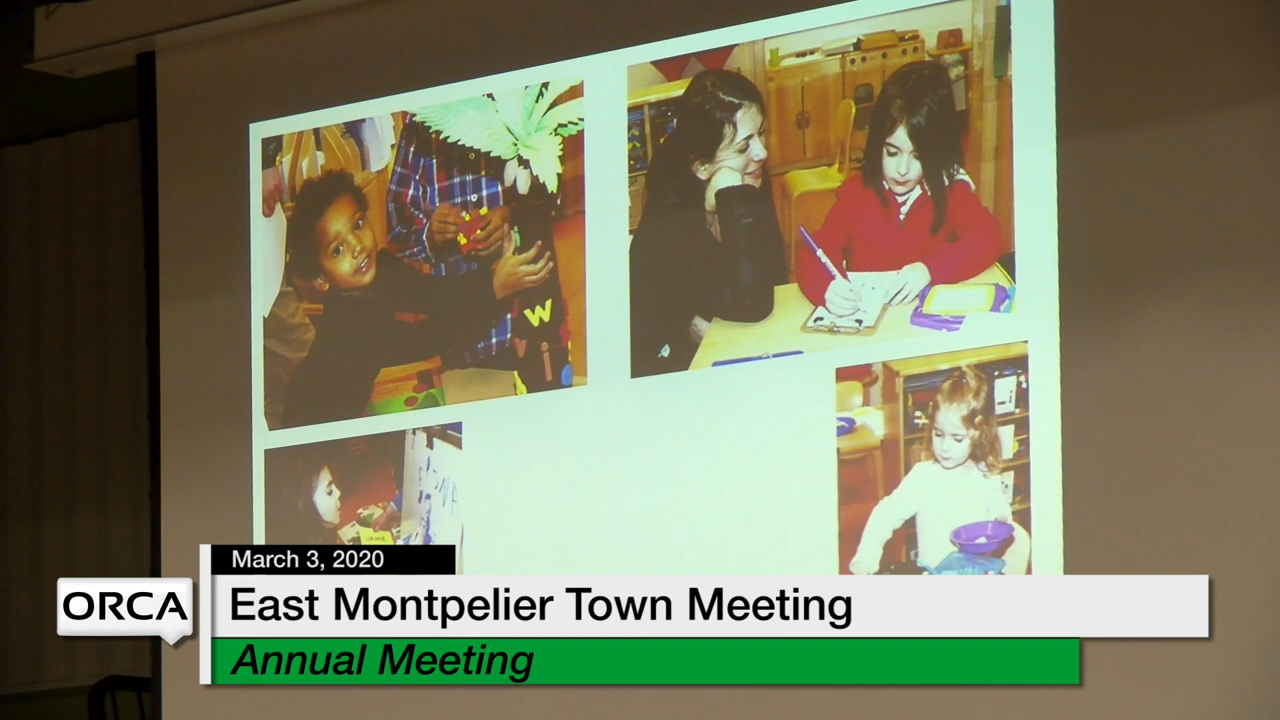 W
March 3, 2020
ORCA
East Montpelier Town Meeting
Annual Meeting